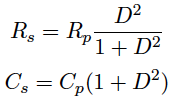 R_s = R_p \frac{D^2}{1 + D^2}
C_s = C_p(1 + D^2)